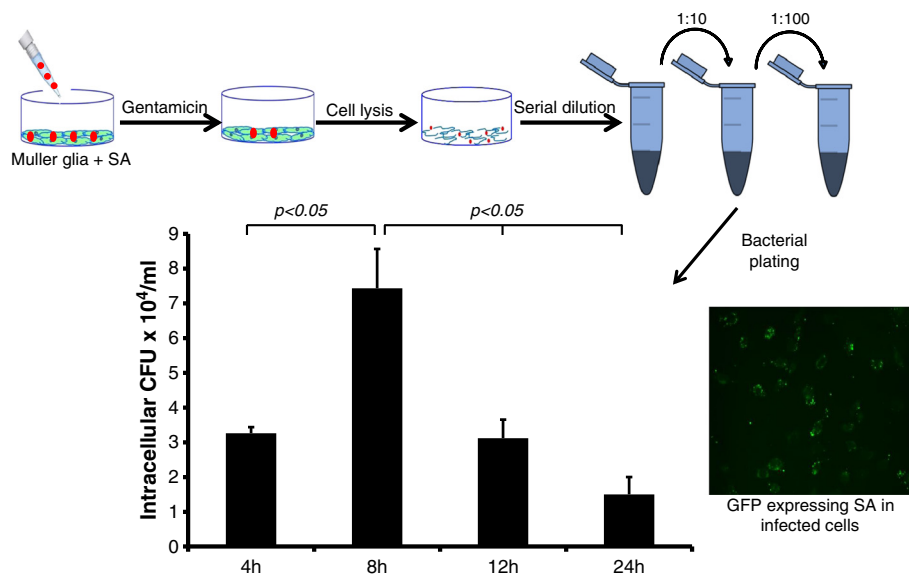 1:10
1:100
Gentamicin
Cell lysis
Serial dilution
Muller glia + SA
p<0.05
p<0.05
Bacterial
plating
Intracellular CFU x 10⁴/ml
9
8
7
6
5
4
3
2
1
0
4h
8h
12h
24h
GFP expressing SA in
infected cells